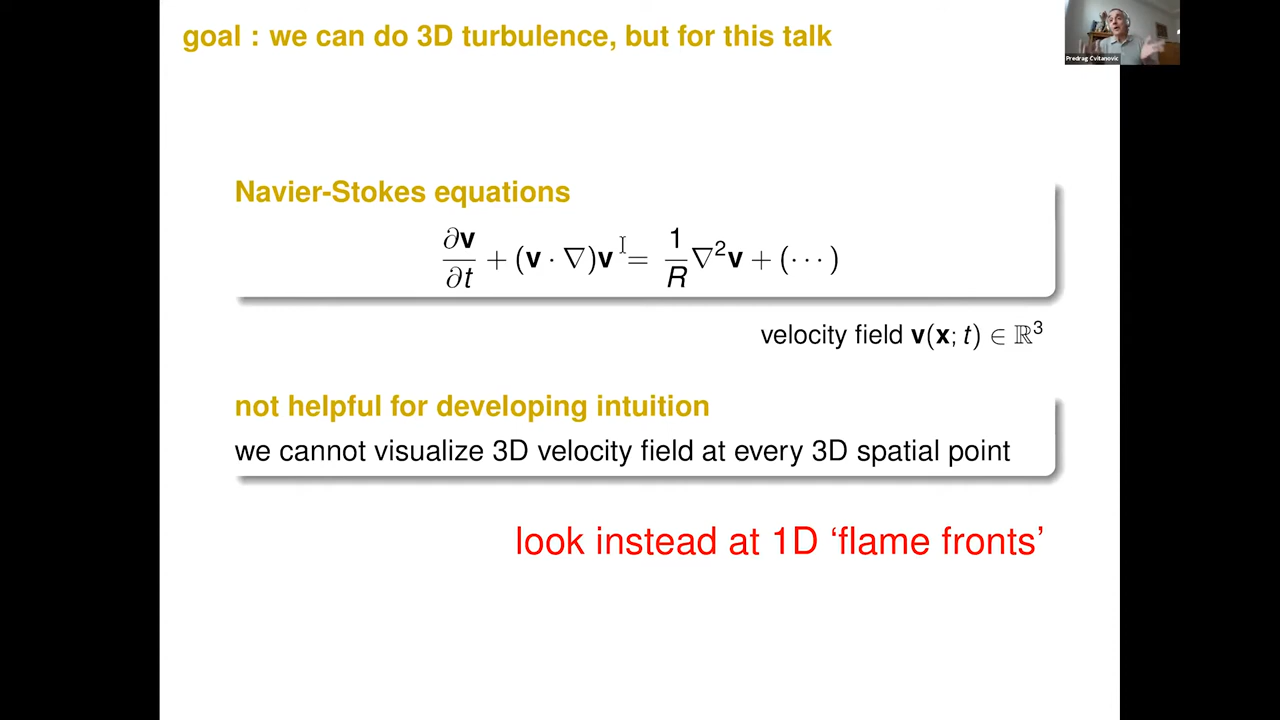 goal : we can do 3D turbulence, but for this talk
Predrag Cvitanovic
Navier-Stokes equations
∂v/∂t + (v · ∇)v = 1/R ∇²v + (· · ·)
velocity field v(x; t) ∈ ℝ³
not helpful for developing intuition
we cannot visualize 3D velocity field at every 3D spatial point
look instead at 1D ‘flame fronts’